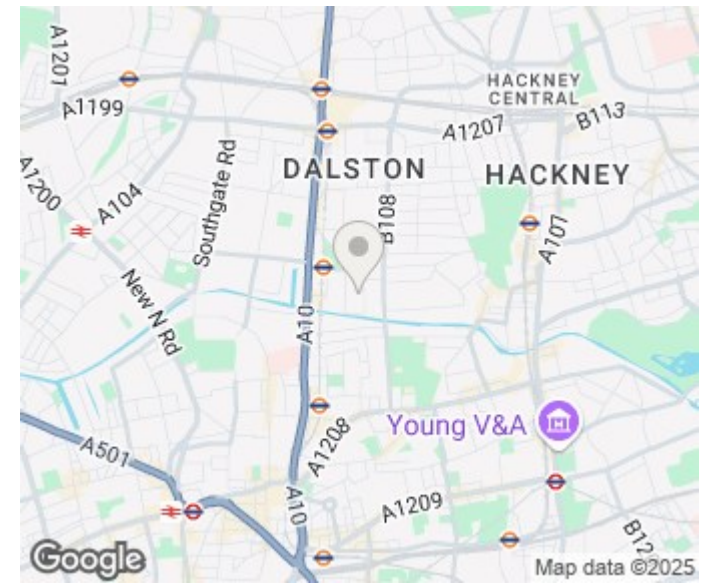 A1201
A1199
HACKNEY
CENTRAL
B113
A1207
DALSTON
HACKNEY
A1200
A104
Southgate Rd
B108
A107
New N Rd
A10
Young V&A
A1208
A501
A10
A1209
B12
Google
Map data ©2025